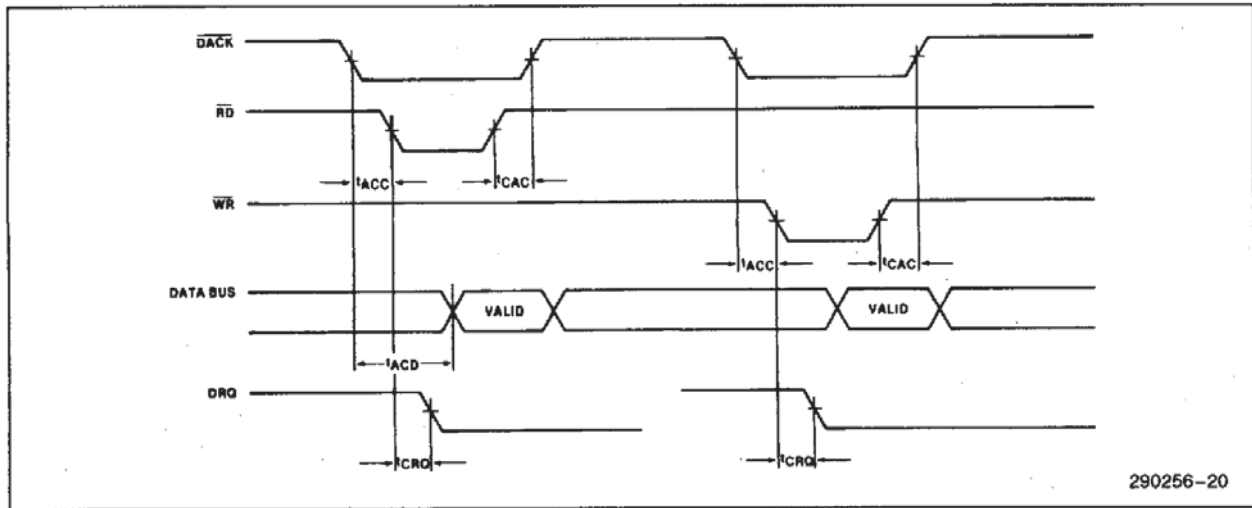 DACK
RD
tACC
tCAC
WR
tACC
tCAC
DATA BUS
VALID
VALID
tACD
DRQ
tCRQ
tCRQ
290256-20